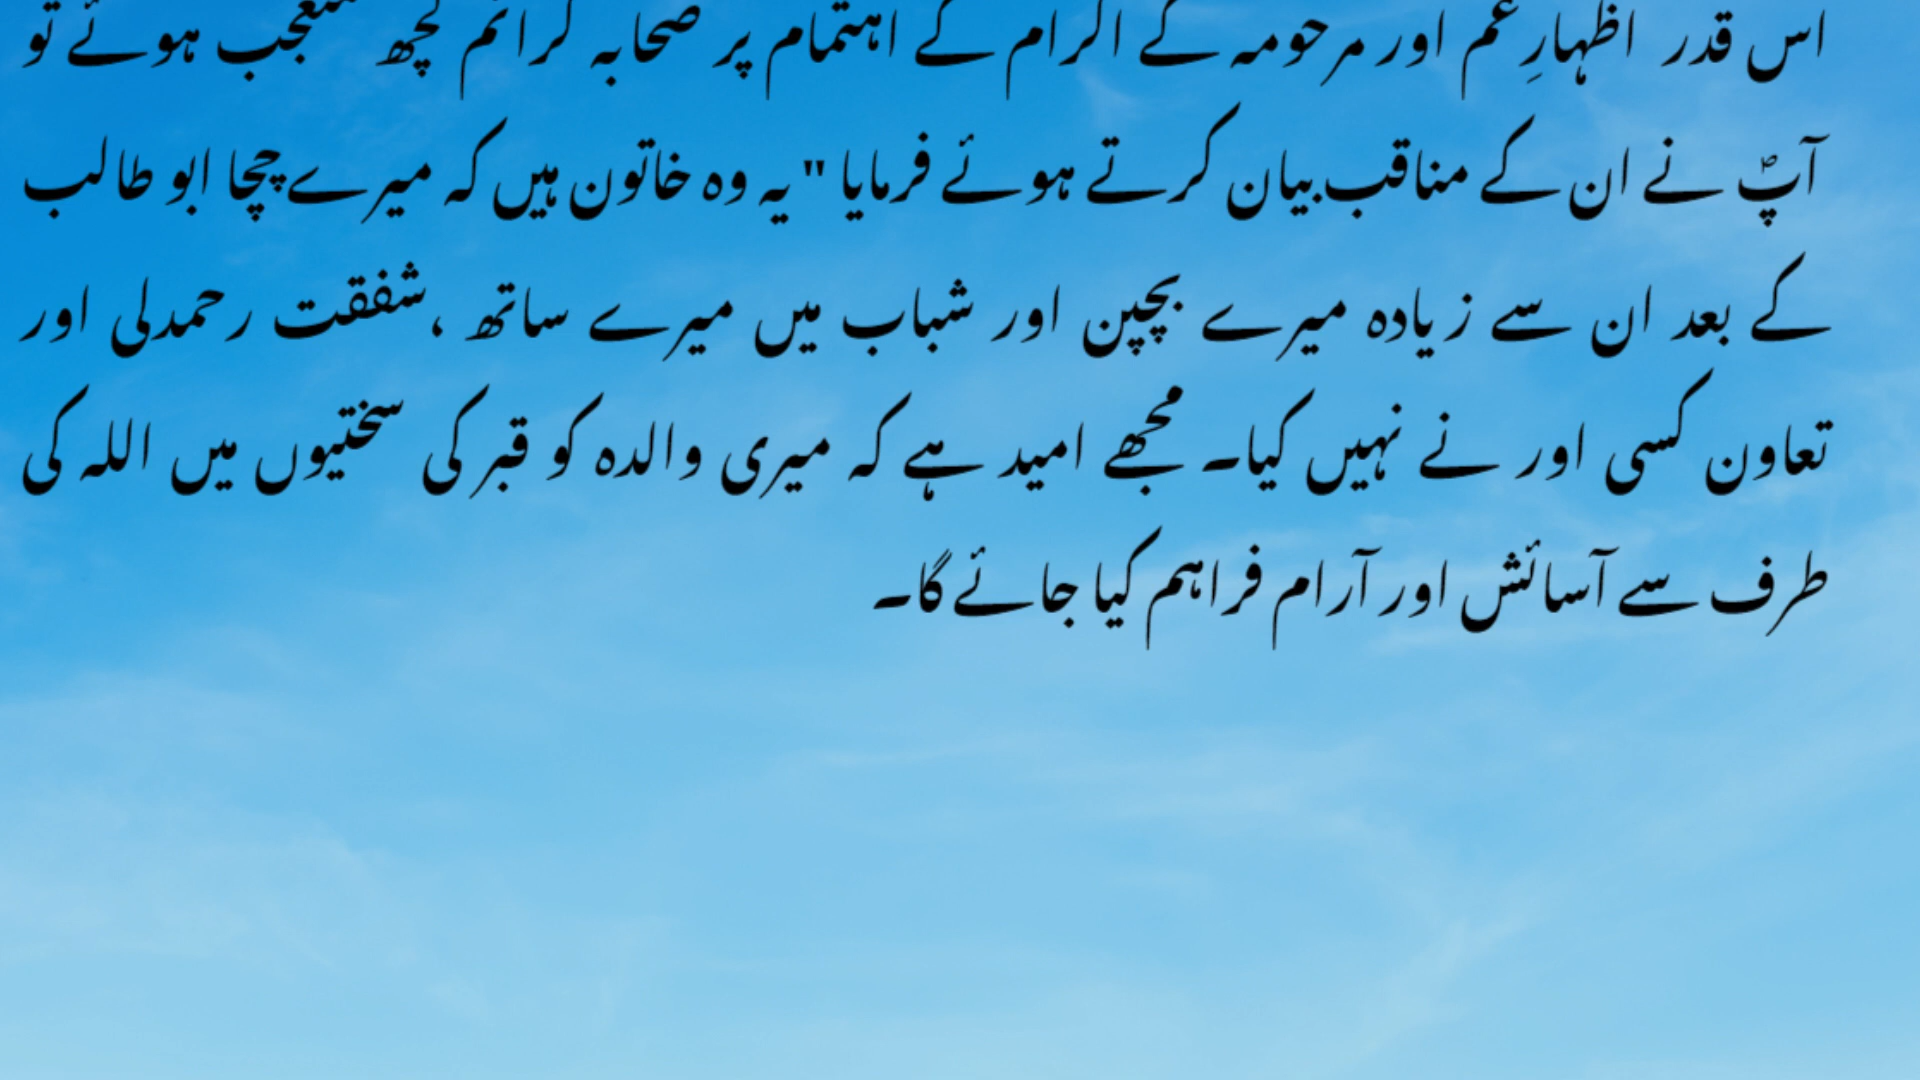 اس قدر اظہارِ غم اور مرحومہ کے اکرام کے اہتمام پر صحابہ کرامؓ کچھ متعجب ہوئے تو
آپؐ نے ان کے مناقب بیان کرتے ہوئے فرمایا " یہ وہ خاتون ہیں کہ میرے چچا ابو طالب
کے بعد ان سے زیادہ میرے بچپن اور شباب میں میرے ساتھ ،شفقت رحمدلی اور
تعاون کسی اور نے نہیں کیا۔ مجھے امید ہے کہ میری والدہ کو قبر کی سختیوں میں اللہ کی
طرف سے آسائش اور آرام فراہم کیا جائے گا۔